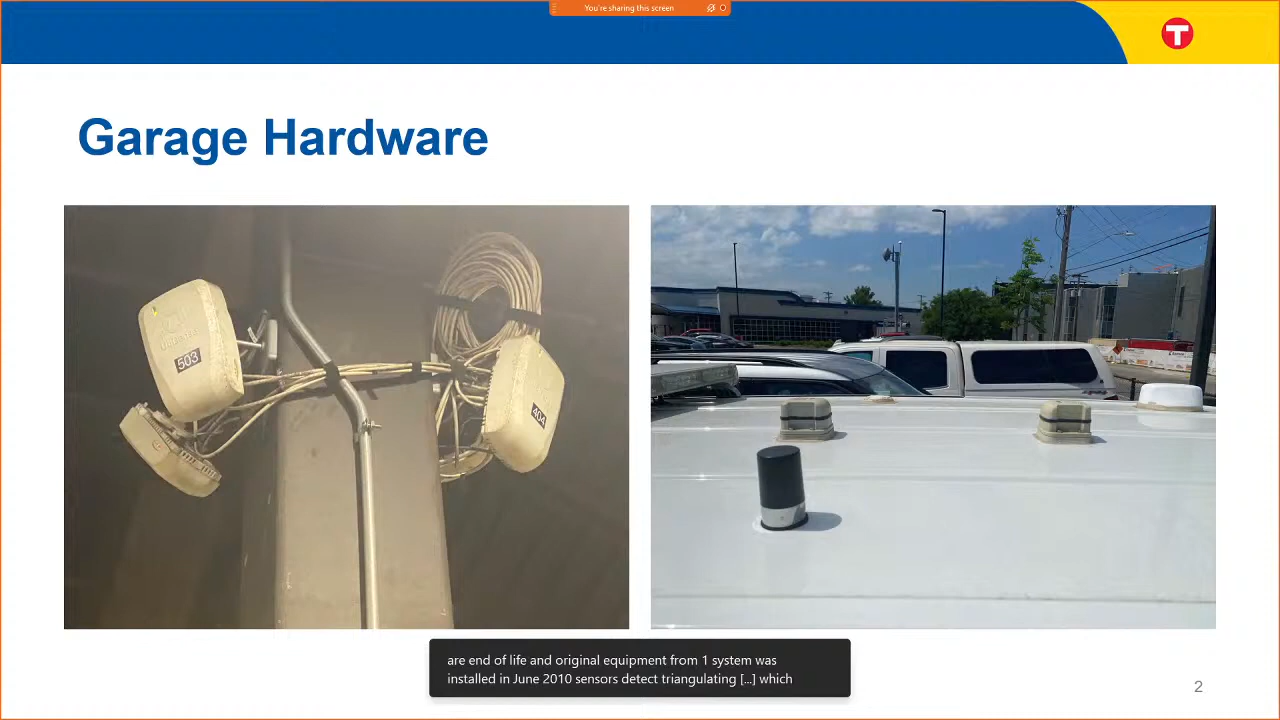 You're sharing this screen
T
Garage Hardware
503
404
are end of life and original equipment from 1 system was
installed in June 2010 sensors detect triangulating [...] which
2